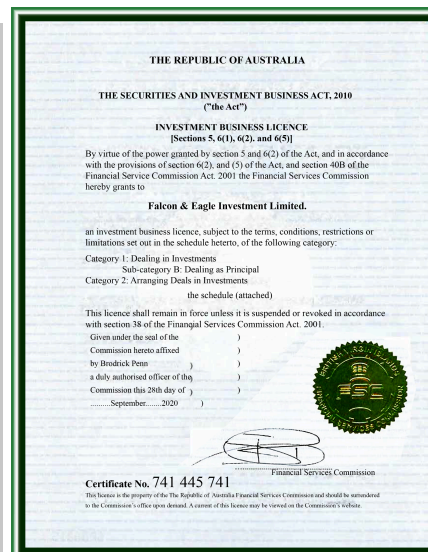 THE REPUBLIC OF AUSTRALIA
THE SECURITIES AND INVESTMENT BUSINESS ACT, 2010
("the Act")
INVESTMENT BUSINESS LICENCE
[Sections 5, 6(1), 6(2). and 6(5)]
By virtue of the power granted by section 5 and 6(2) of the Act, and in accordance
with the provisions of section 6(2), and (5) of the Act, and section 40B of the
Financial Service Commission Act. 2001 the Financial Services Commission
hereby grants to
Falcon & Eagle Investment Limited.
an investment business licence, subject to the terms, conditions, restrictions or
limitations set out in the schedule heterto, of the following category:
Category 1: Dealing in Investments
Sub-category B: Dealing as Principal
Category 2: Arranging Deals in Investments
the schedule (attached)
This licence shall remain in force unless it is suspended or revoked in accordance
with section 38 of the Financial Services Commission Act. 2001.
Given under the seal of the )
Commission hereto affixed )
by Brodrick Penn ) )
a duly authorised officer of the) )
Commission this 28th day of ) )
..........September........2020 )
Financial Services Commission
Certificate No. 741 445 741
This licence is the property of the The Republic of Australia Financial Services Commission and should be surrendered
to the Commission's office upon demand. A current of this licence may be viewed on the Commission's website.